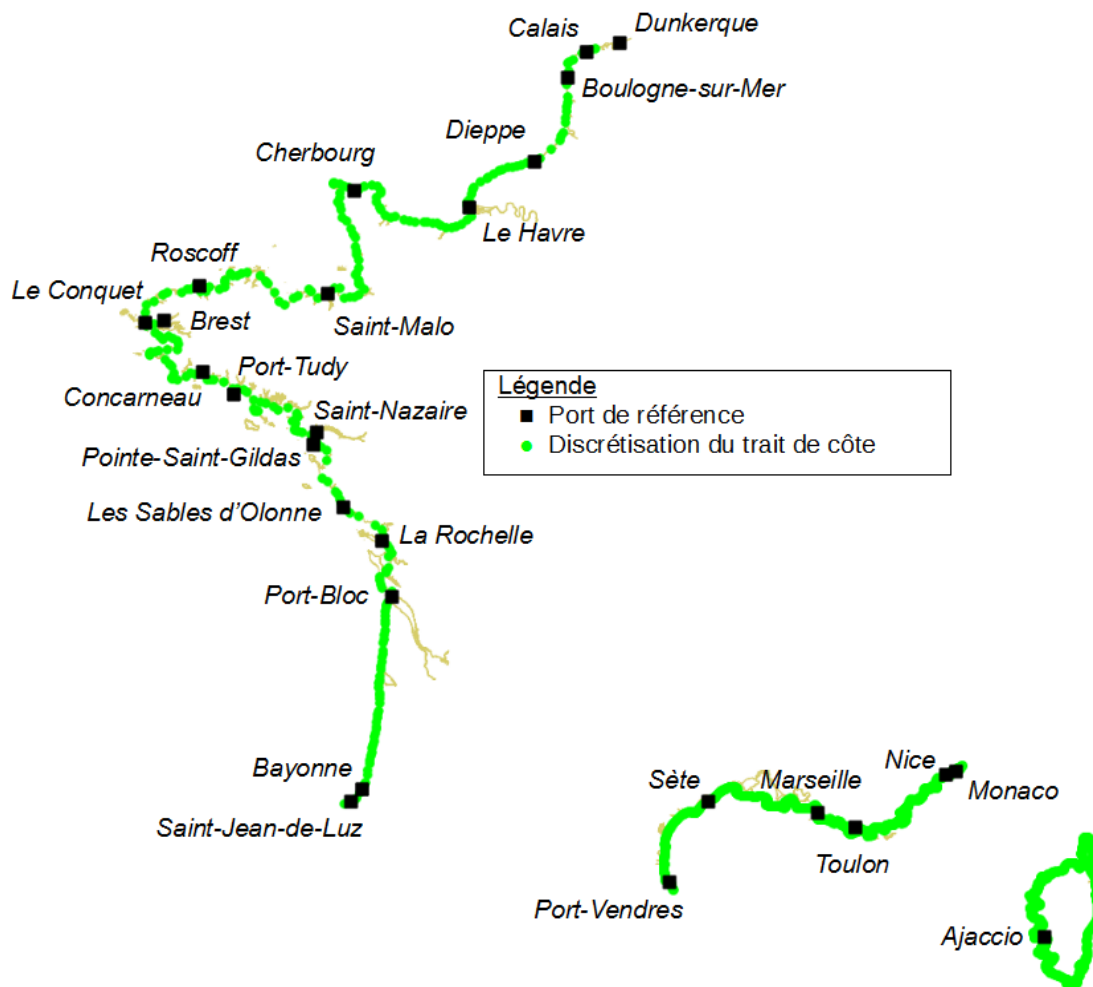 Calais
Dunkerque
Boulogne-sur-Mer
Dieppe
Cherbourg
Le Havre
Roscoff
Le Conquet
Brest
Saint-Malo
Port-Tudy
Concarneau
Saint-Nazaire
Pointe-Saint-Gildas
Les Sables d'Olonne
La Rochelle
Port-Bloc
Légende
Port de référence
Discrétisation du trait de côte
Bayonne
Saint-Jean-de-Luz
Sète
Marseille
Nice
Monaco
Toulon
Port-Vendres
Ajaccio